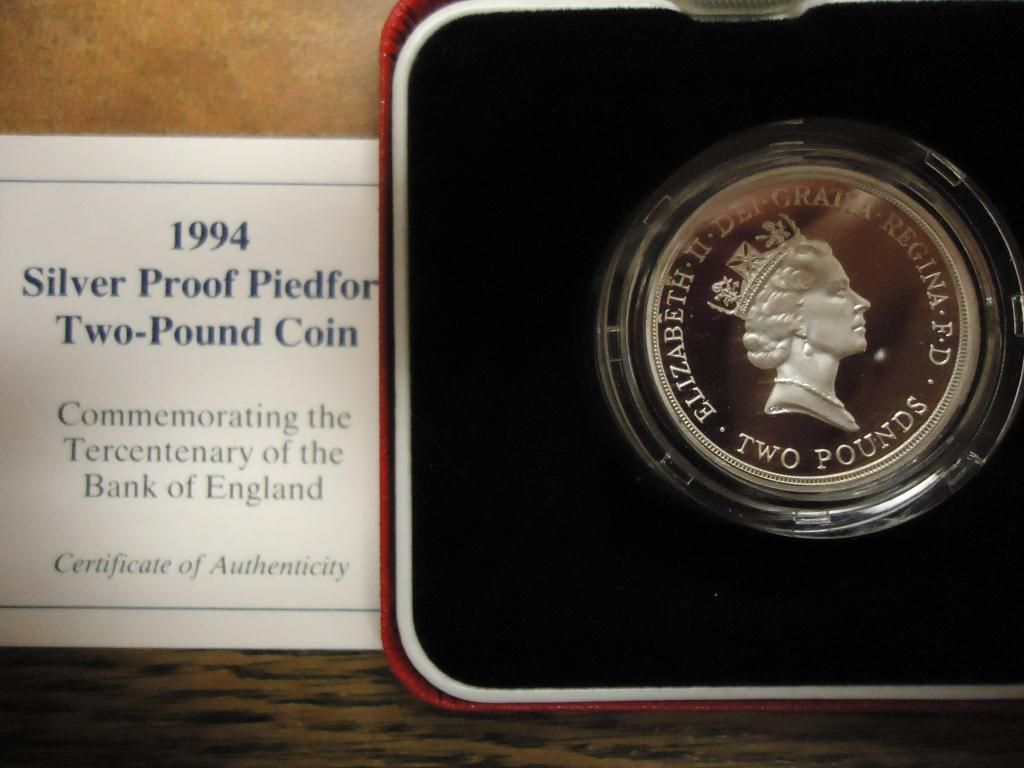 1994
Silver Proof Piedfor
Two-Pound Coin
Commemorating the
Tercentenary of the
Bank of England
Certificate of Authenticity
ELIZABETH · II · DEI · GRATIA · REGINA · F · D ·
TWO POUNDS ·